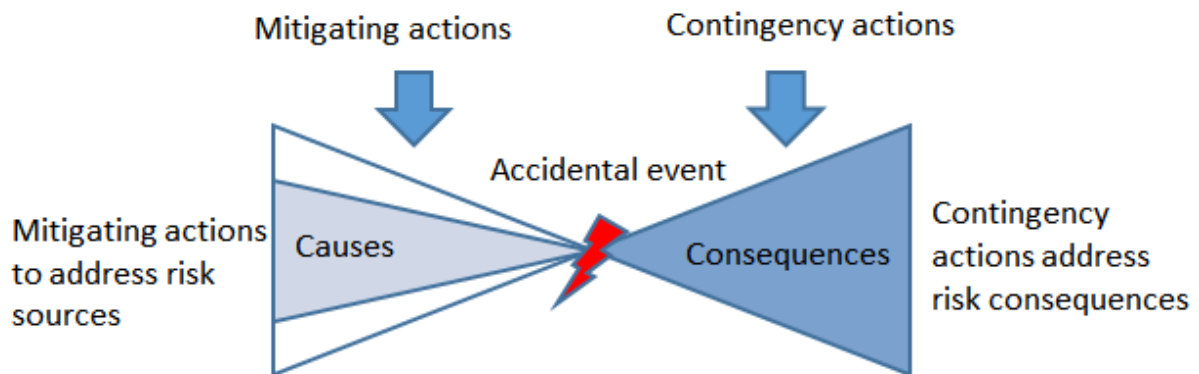 Mitigating actions
Contingency actions
Accidental event
Mitigating actions
to address risk
sources
Causes
Consequences
Contingency
actions address
risk consequences